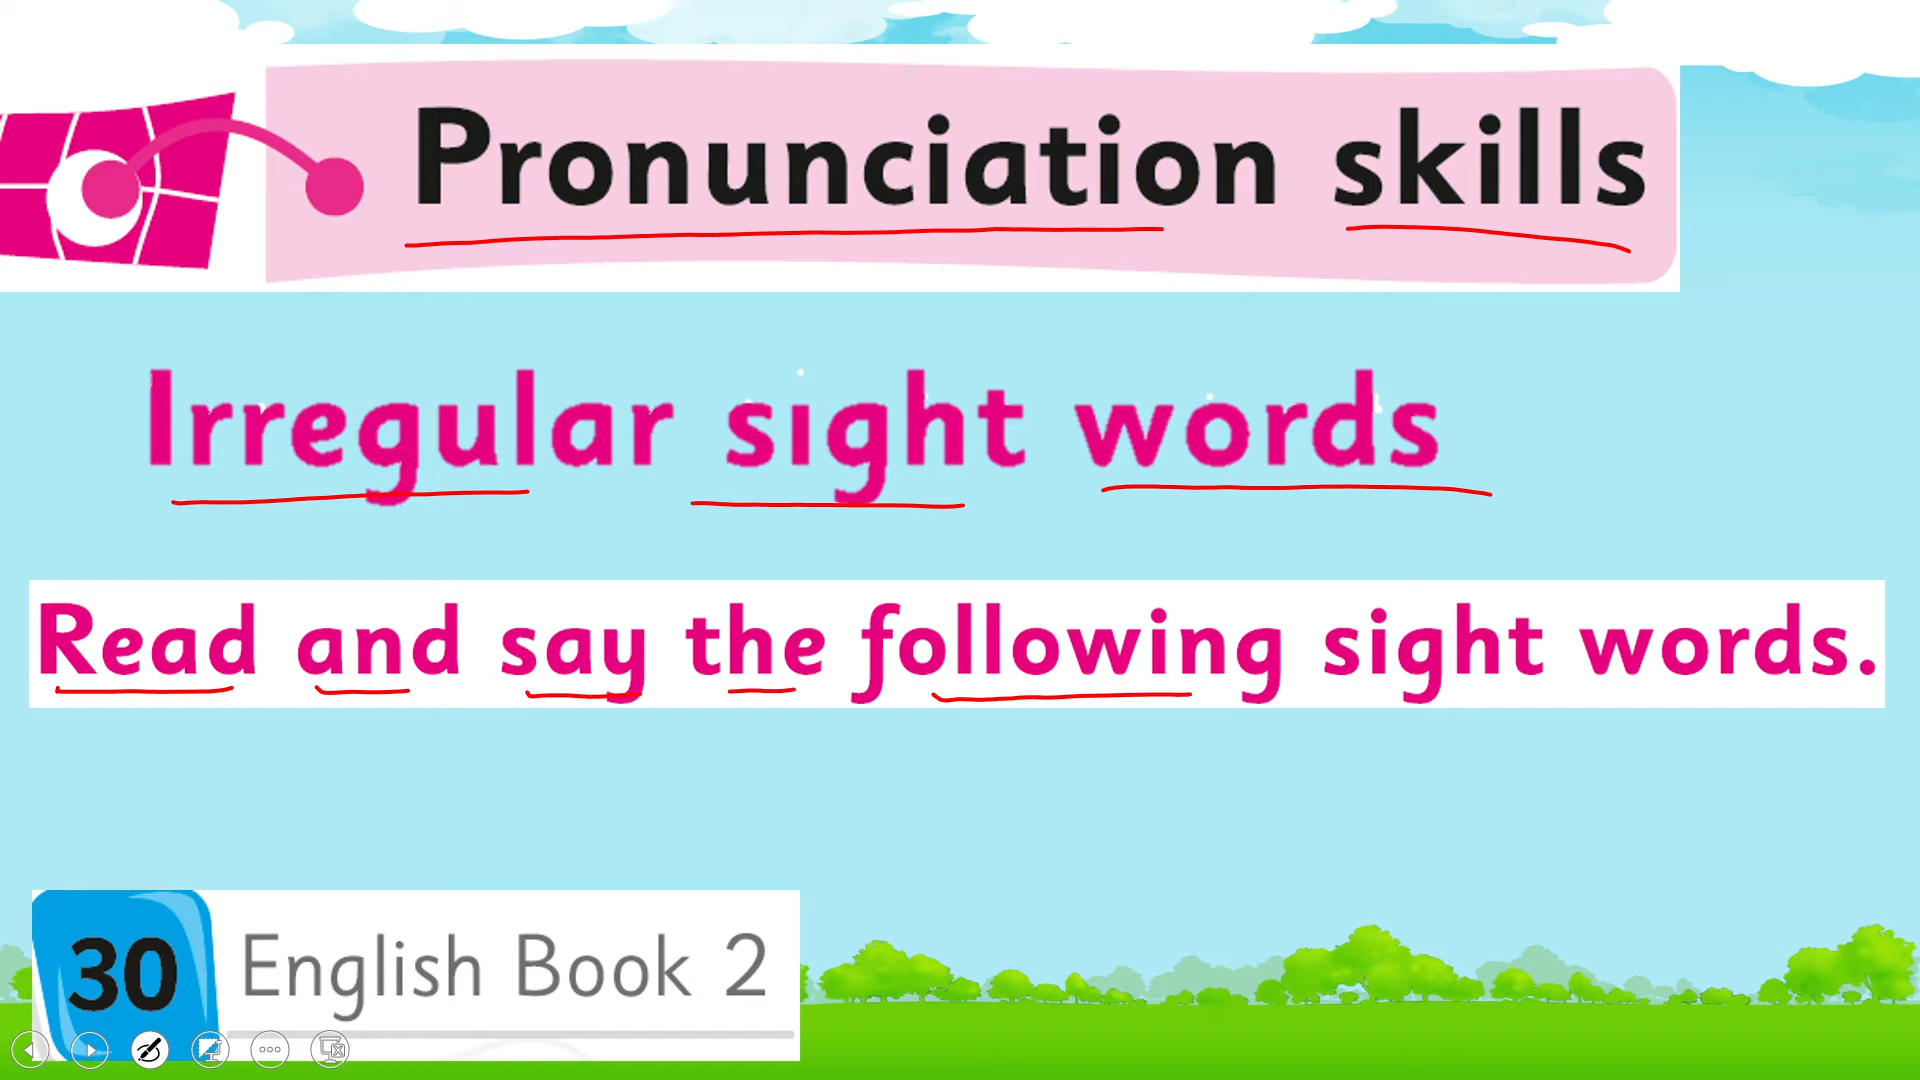 Pronunciation skills
Irregular sight words
Read and say the following sight words.
30 English Book 2